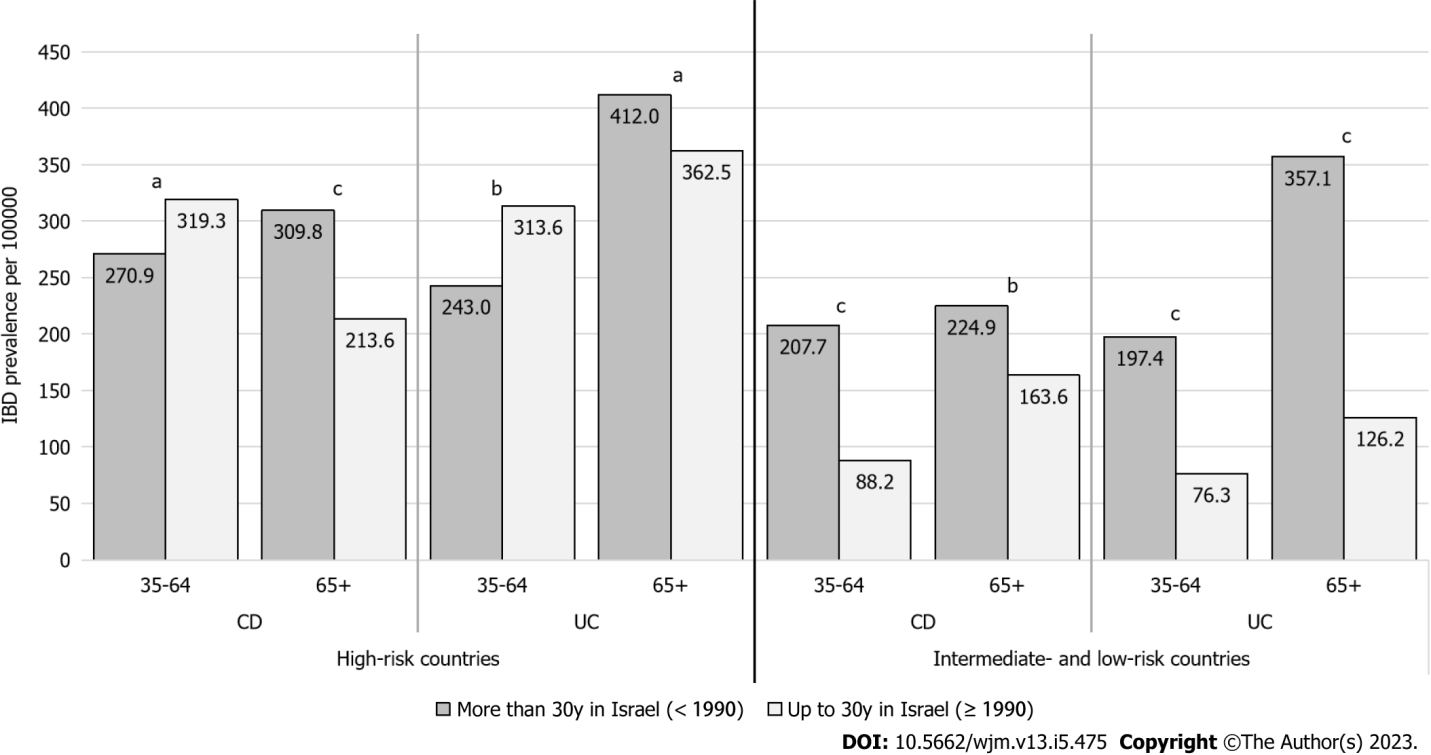 450
400
350
300
250
200
150
100
50
0
IBD prevalence per 100000
a
270.9
319.3
c
309.8
213.6
b
243.0
313.6
a
412.0
362.5
c
207.7
88.2
b
224.9
163.6
c
197.4
76.3
c
357.1
126.2
35-64 65+ 35-64 65+ 35-64 65+ 35-64 65+
CD UC CD UC
High-risk countries Intermediate- and low-risk countries
More than 30y in Israel (< 1990) Up to 30y in Israel (≥ 1990)
DOI: 10.5662/wjm.v13.i5.475 Copyright ©The Author(s) 2023.